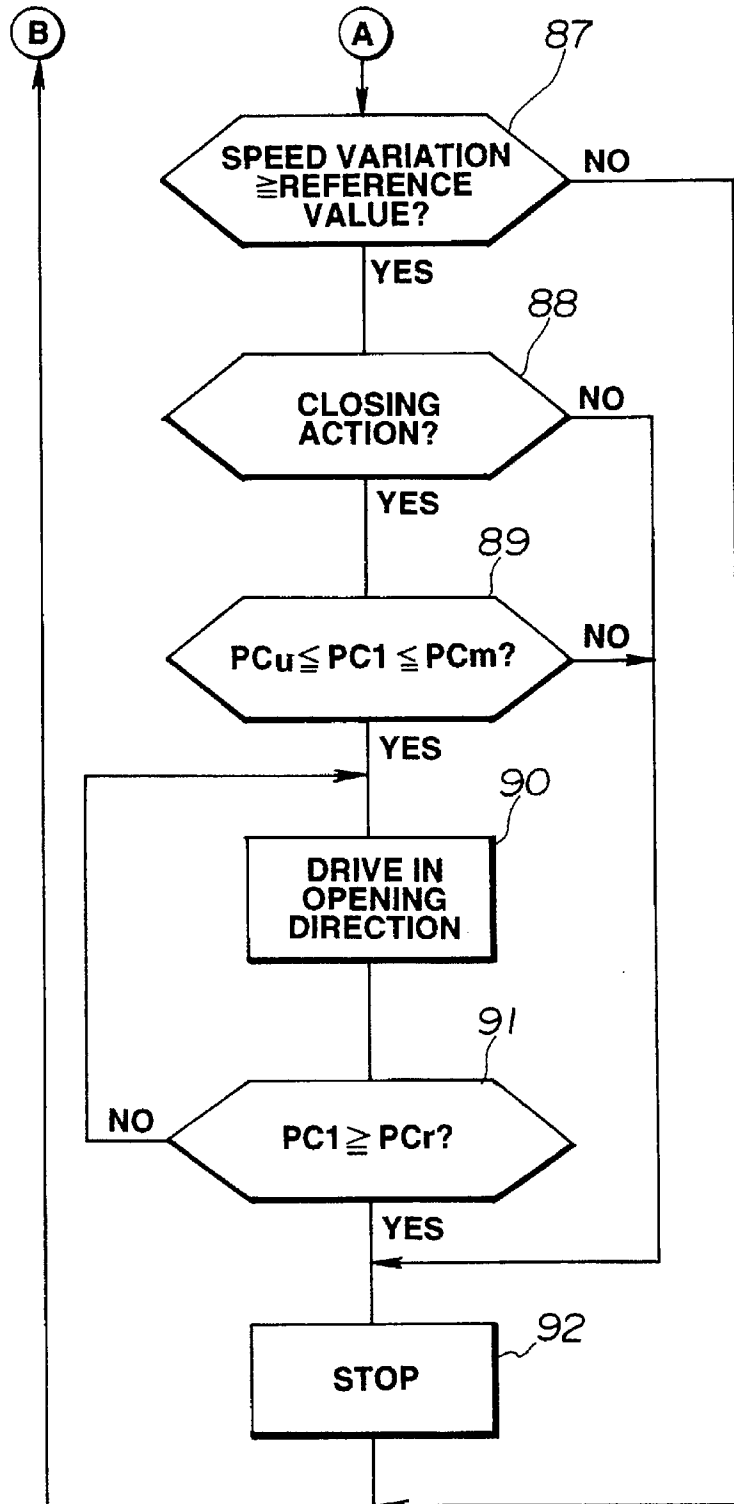 B
A
87
SPEED VARIATION
≧REFERENCE
VALUE?
NO
YES
88
CLOSING
ACTION?
NO
YES
89
PCu≦PC1≦PCm?
NO
YES
90
DRIVE IN
OPENING
DIRECTION
91
NO
PC1≧PCr?
YES
92
STOP